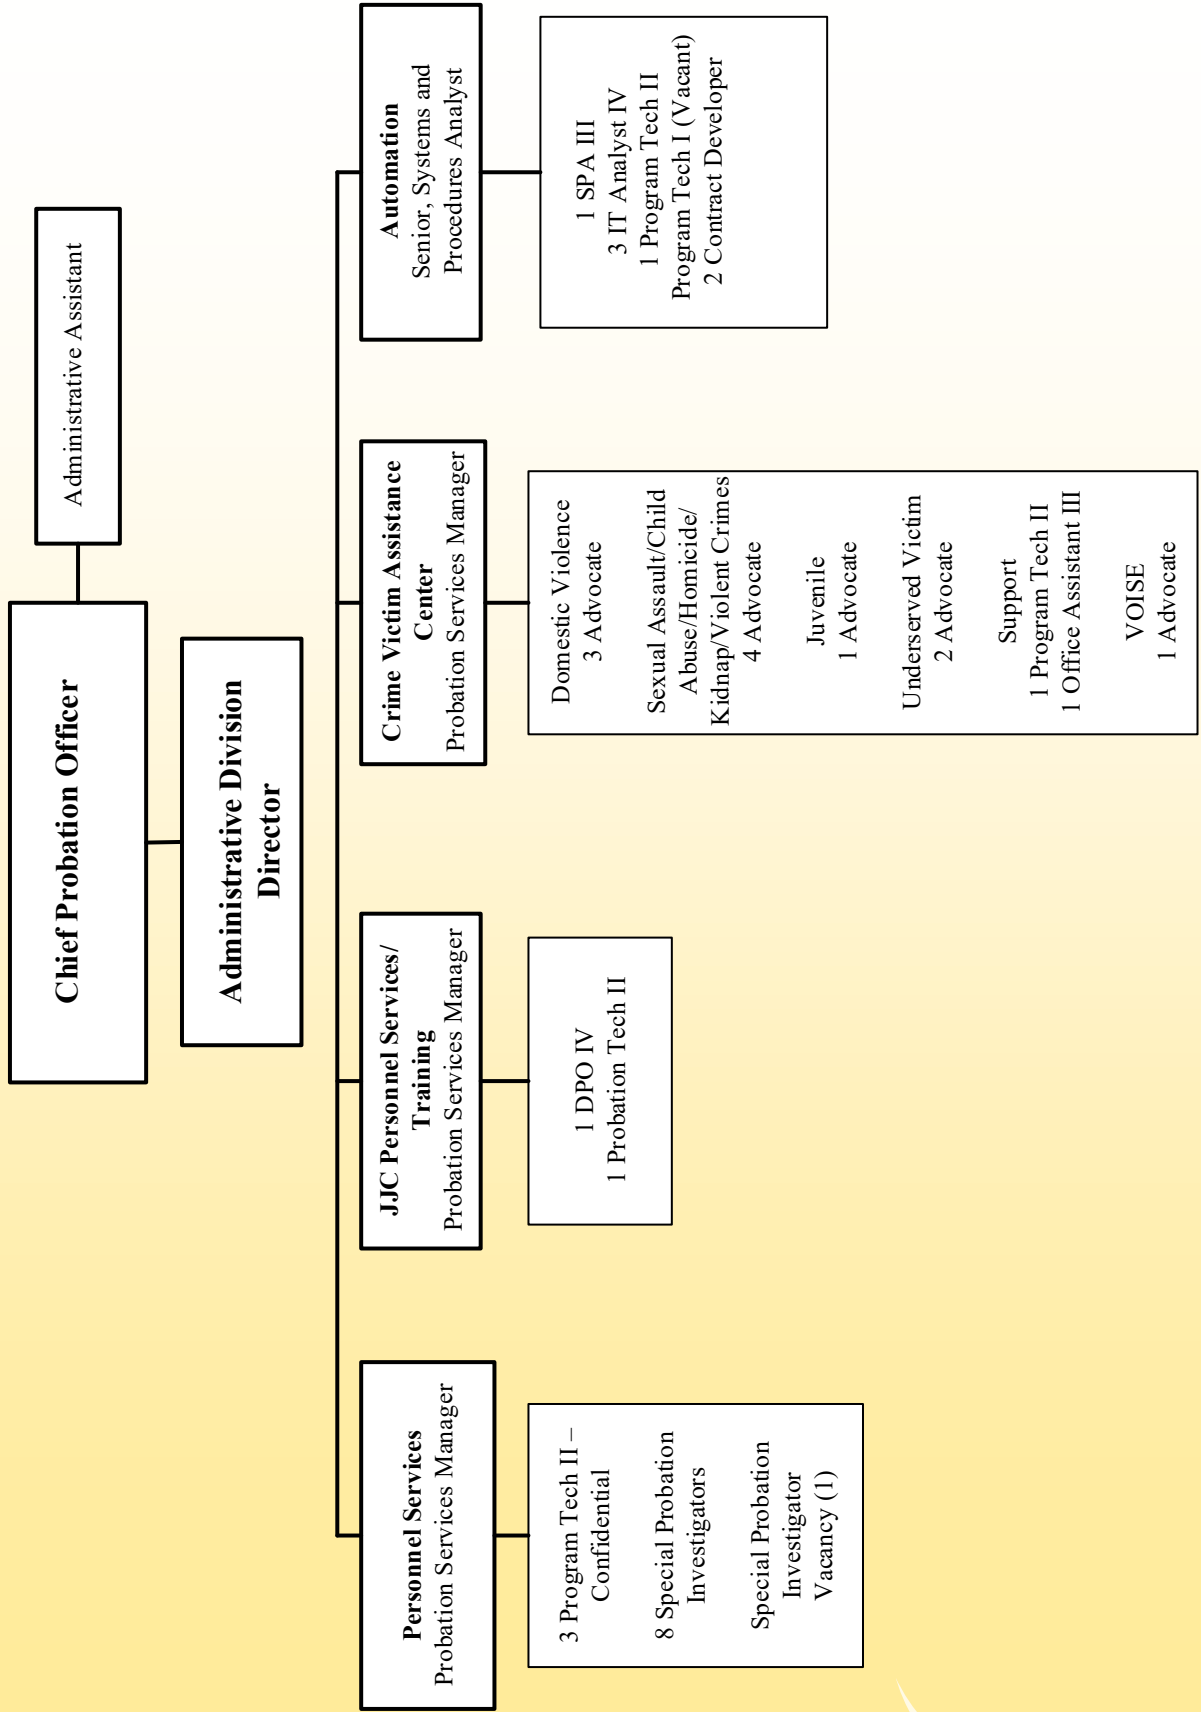 Chief Probation Officer
Administrative Assistant
Administrative Division
Director
Personnel Services
Probation Services Manager
3 Program Tech II –
Confidential
8 Special Probation
Investigators
Special Probation
Investigator
Vacancy (1)
JJC Personnel Services/
Training
Probation Services Manager
1 DPO IV
1 Probation Tech II
Crime Victim Assistance
Center
Probation Services Manager
Domestic Violence
3 Advocate
Sexual Assault/Child
Abuse/Homicide/
Kidnap/Violent Crimes
4 Advocate
Juvenile
1 Advocate
Underserved Victim
2 Advocate
Support
1 Program Tech II
1 Office Assistant III
VOISE
1 Advocate
Automation
Senior, Systems and
Procedures Analyst
1 SPA III
3 IT Analyst IV
1 Program Tech II
Program Tech I (Vacant)
2 Contract Developer